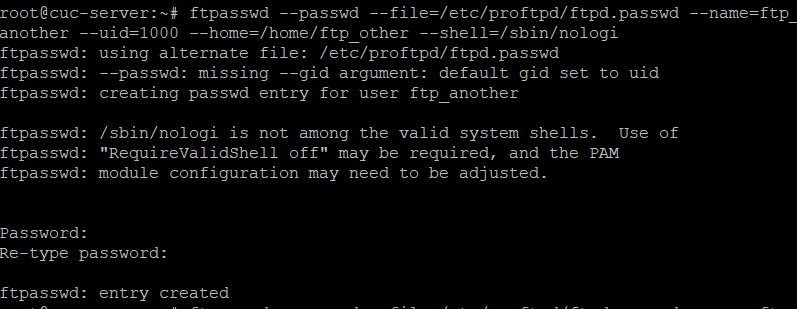 root@cuc-server:~# ftpasswd --passwd --file=/etc/proftpd/ftpd.passwd --name=ftp_
another --uid=1000 --home=/home/ftp_other --shell=/sbin/nologi
ftpasswd: using alternate file: /etc/proftpd/ftpd.passwd
ftpasswd: --passwd: missing --gid argument: default gid set to uid
ftpasswd: creating passwd entry for user ftp_another
ftpasswd: /sbin/nologi is not among the valid system shells.  Use of
ftpasswd: "RequireValidShell off" may be required, and the PAM
ftpasswd: module configuration may need to be adjusted.
Password:
Re-type password:
ftpasswd: entry created